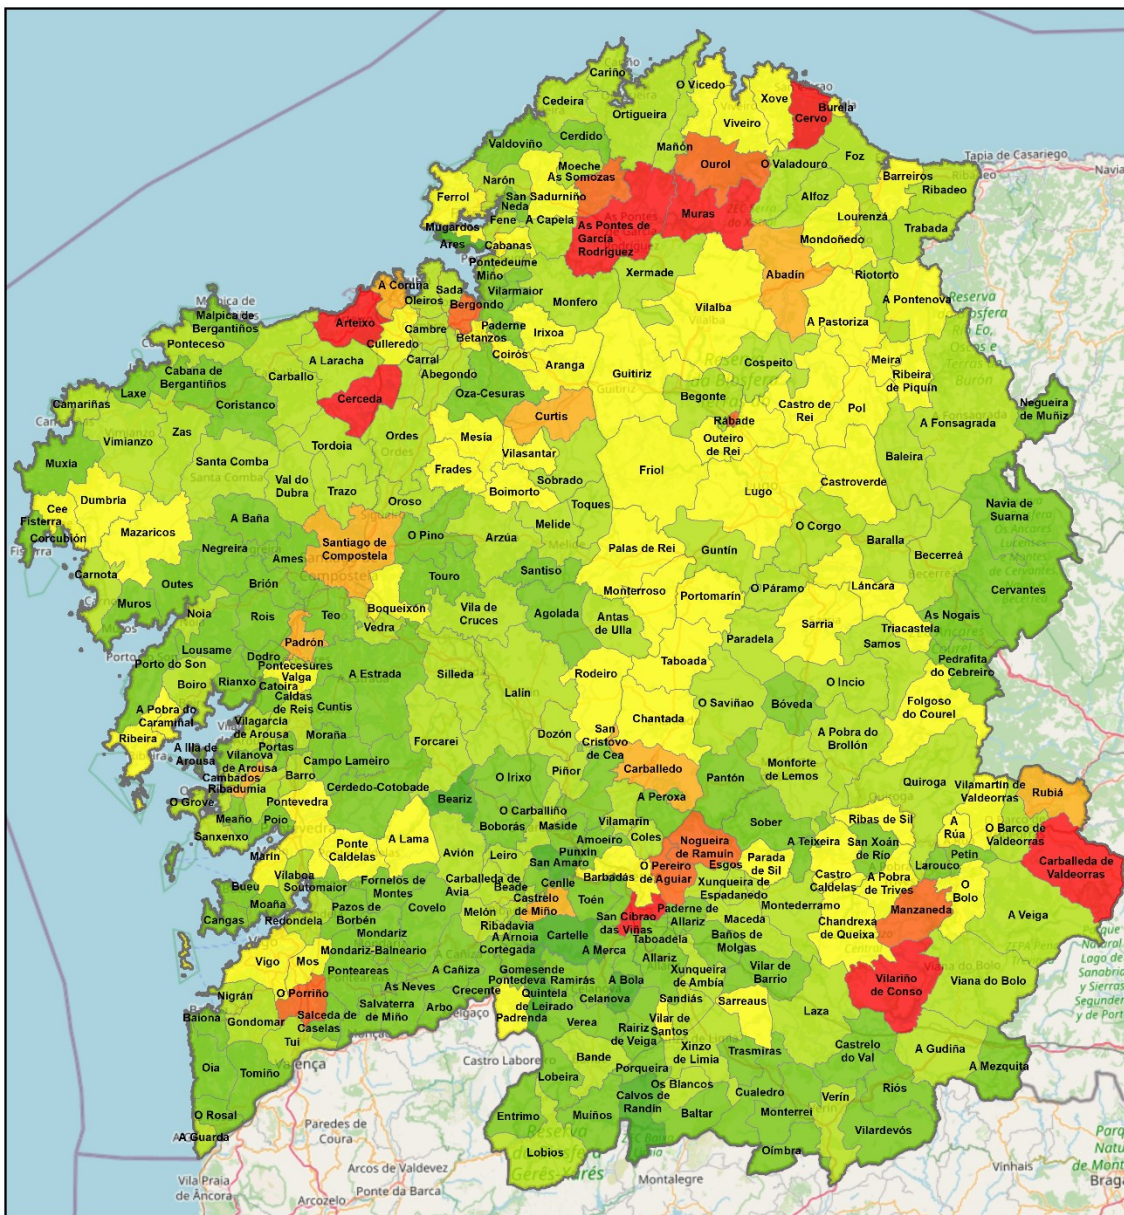 Cariño
O Vicedo
Xove
Cedeira
Ortigueira
Burela
Cervo
Viveiro
Valdoviño
Cerdido
Mañón
Tapia de Casariego
Foz
Moeche
Ourol
O Valadouro
As Somozas
Barreiros
Narón
San
Sadurniño
Ribadeo
Ferrol
Neda
Alfoz
Fene
A Capela
As Pontes de
García
Rodríguez
Muras
Lourenzá
Mugardos
Trabada
Ares
Cabanas
Mondoñedo
Pontedeume
Xermade
Abadín
Riotorto
Miño
A Coruña
Sada
Vilarmaior
Oleiros
Bergondo
Monfero
Vilalba
A Pontenova
Malpica de
Bergantiños
Arteixo
Cambre
Paderne
Irixoa
A Pastoriza
Ponteceso
Culleredo
Betanzos
Coirós
A Laracha
Carral
Aranga
Cospeito
Meira
Cabana de
Bergantiños
Carballo
Abegondo
Guitiriz
Ribeira
de Piquín
Laxe
Oza-Cesuras
Begonte
Negueira
de Muñiz
Camariñas
Coristanco
Cerceda
Curtis
Castro de
Rei
Pol
Rábade
A Fonsagrada
Zas
Vimianzo
Tordoia
Ordes
Mesía
Outeiro
de Rei
Vilasantar
Baleira
Muxia
Santa Comba
Frades
Friol
Val do
Dubra
Trazo
Sobrado
Castroverde
Dumbría
Boimorto
Lugo
Cee
Oroso
Toques
Navia de
Suarna
Fisterra
Mazaricos
A Baña
Melide
O Corgo
Corcubión
Santiago de
Compostela
O Pino
Arzúa
Baralla
Negreira
Palas de Rei
Guntín
Becerreá
Ames
Santiso
Carnota
Outes
Brión
Touro
Monterroso
O Páramo
Láncara
Cervantes
Muros
Boqueixón
Portomarín
Noia
Rois
Teo
Vila de
Cruces
Agolada
Antas
de Ulla
As Nogais
Vedra
Sarria
Triacastela
Padrón
Paradela
Samos
Lousame
Porto do Son
Dodro
Pontecesures
Taboada
Pedrafita
do Cebreiro
Valga
A Estrada
Silleda
Rodeiro
Boiro
Rianxo
Catoira
O Incio
Caldas
de Reis
Lalín
O Saviñao
Bóveda
Folgoso
do Courel
A Pobra do
Caramiñal
Cuntis
Chantada
Vilagarcia
de Arousa
Moraña
San
Cristovo
de Cea
A Pobra do
Brollón
Ribeira
Dozón
Forcarei
A Illa de
Arousa
Portas
Vilanova
de Arousa
Campo Lameiro
Monforte
de Lemos
Carballedo
Pantón
Cambados
Barro
O Irixo
Piñor
Quiroga
Vilamartín de
Valdeorras
Rubiá
Ribadumia
Cerdedo-Cotobade
Beariz
A Peroxa
O Grove
Pontevedra
O Carballiño
Meaño
Poio
Vilamarín
Sober
Ribas de Sil
A
Rúa
O Barco de
Valdeorras
Boborás
Maside
Sanxenxo
A Lama
Amoeiro
Coles
Nogueira
de Ramuín
A Teixeira
San Xoán
de Río
Petín
Ponte
Caldelas
Avión
Leiro
Punxín
Marín
San Amaro
O Pereiro
de Aguiar
Esgos
Parada
de Sil
Larouco
Carballeda de
Valdeorras
Vilaboa
Barbadás
Castro
Caldelas
A Pobra
de Trives
O
Bolo
Bueu
Soutomaior
Fornelos de
Montes
Carballeda de
Avia
Beade
Cenlle
Xunqueira de
Espadanedo
Moaña
Castrelo
de Miño
Toén
Montederramo
Manzaneda
Cangas
Pazos de
Borbén
Covelo
Melón
San Cibrao
das Viñas
Paderne de
Allariz
Maceda
Chandrexa
de Queixa
A Veiga
Redondela
Ribadavia
Mondariz
A Arnoia
Cartelle
Taboadela
Baños de
Molgas
Mondariz-Balneario
Cortegada
A Merca
Allariz
Vigo
Mos
Ponteareas
A Cañiza
Gomesende
Xunqueira
de Ambía
Vilar de
Barrio
Vilariño
de Conso
Viana do Bolo
Pontedeva
Ramirás
A Bola
As Neves
Crecente
Quintela
de Leirado
Celanova
Nigrán
O Porriño
Sandiás
Sarreaus
Salvaterra
de Miño
Arbo
Padrenda
Baiona
Salceda de
Caselas
Laza
Gondomar
Verea
Rairiz
de Veiga
Vilar de
Santos
Tui
Castro Laboreiro
Xinzo
de Limia
Trasmiras
Castrelo
do Val
A Gudiña
Valença
Bande
Oia
Tomiño
Porqueira
A Mezquita
Lobeira
Os Blancos
Cualedro
Riós
Calvos de
Randín
Verín
O Rosal
Entrimo
Muíños
Baltar
Monterrei
Vilardevós
Paredes de
Coura
A Guarda
Lobios
Oímbra
Vila Praia
de Âncora
Arcos de Valdevez
Montalegre
Vinhais
Ponte da Barca
Arcozelo